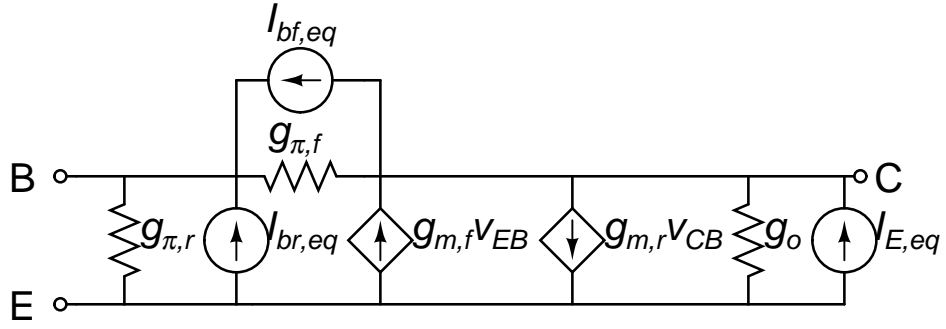 I_{bf,eq}
g_{π,f}
B
C
g_{π,r}
I_{br,eq}
g_{m,f}v_{EB}
g_{m,r}v_{CB}
g_o
I_{E,eq}
E